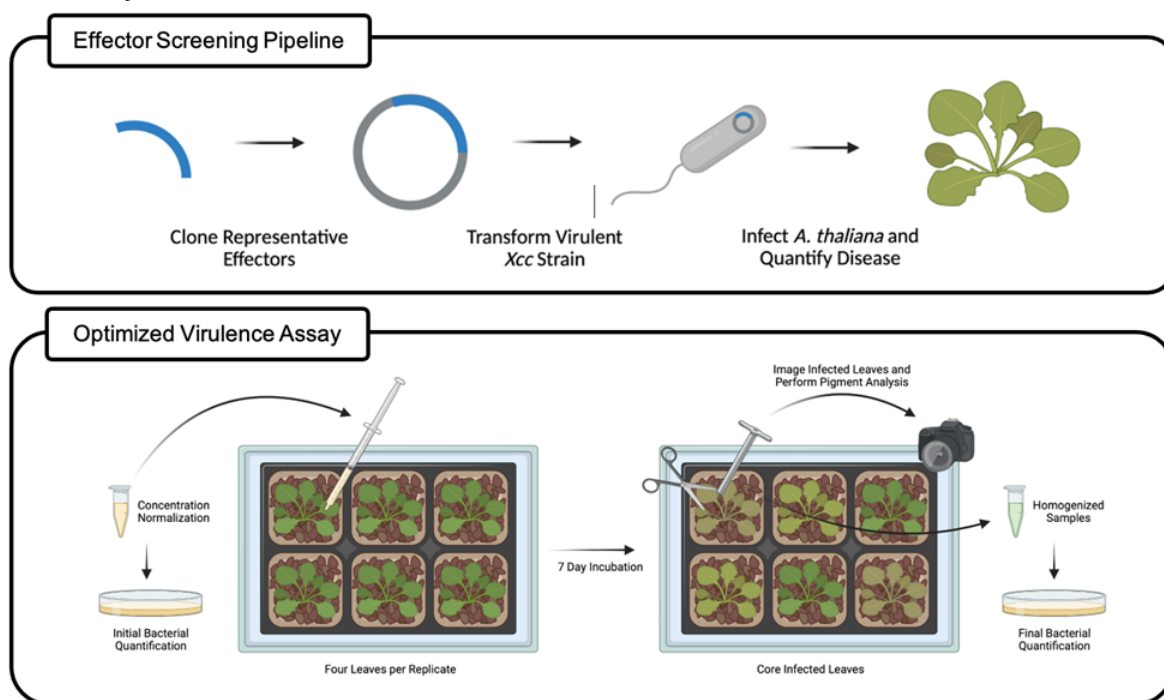 Effector Screening Pipeline
Clone Representative
Effectors
Transform Virulent
Xcc Strain
Infect A. thaliana and
Quantify Disease
Optimized Virulence Assay
Image Infected Leaves and
Perform Pigment Analysis
Concentration
Normalization
Initial Bacterial
Quantification
Four Leaves per Replicate
7 Day Incubation
Core Infected Leaves
Homogenized
Samples
Final Bacterial
Quantification